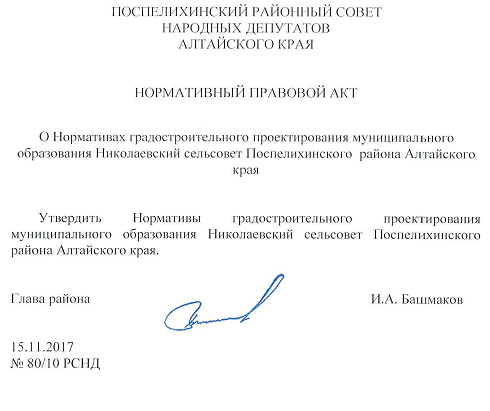 ПОСПЕЛИХИНСКИЙ РАЙОННЫЙ СОВЕТ
НАРОДНЫХ ДЕПУТАТОВ
АЛТАЙСКОГО КРАЯ
НОРМАТИВНЫЙ ПРАВОВОЙ АКТ
О Нормативах градостроительного проектирования муниципального
образования Николаевский сельсовет Поспелихинского района Алтайского
края
Утвердить Нормативы градостроительного проектирования
муниципального образования Николаевский сельсовет Поспелихинского
района Алтайского края.
Глава района И.А. Башмаков
15.11.2017
№ 80/10 РСНД